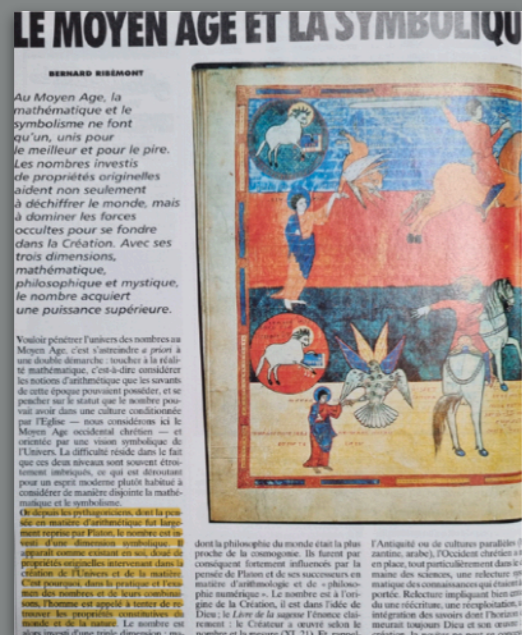 LE MOYEN AGE ET LA SYMBOLIQU
BERNARD RIBÉMONT
Au Moyen Age, la
mathématique et le
symbolisme ne font
qu'un, unis pour
le meilleur et pour le pire.
Les nombres investis
de propriétés originelles
aident non seulement
à déchiffrer le monde, mais
à dominer les forces
occultes pour se fondre
dans la Création. Avec ses
trois dimensions,
mathématique,
philosophique et mystique,
le nombre acquiert
une puissance supérieure.
Vouloir pénétrer l'univers des nombres au
Moyen Age, c'est s'astreindre a priori à
une double démarche : toucher à la réali-
té mathématique, c'est-à-dire considérer
les notions d'arithmétique que les savants
de cette époque pouvaient posséder, et se
pencher sur le statut que le nombre pou-
vait avoir dans une culture conditionnée
par l'Eglise — nous considérons ici le
Moyen Age occidental chrétien — et
orientée par une vision symbolique de
l'Univers. La difficulté réside dans le fait
que ces deux niveaux sont souvent étroi-
tement imbriqués, ce qui est déroutant
pour un esprit moderne plutôt habitué à
considérer de manière disjointe la mathé-
matique et le symbolisme.
Or depuis les pythagoriciens, dont la pen-
sée en matière d'arithmétique fut large-
ment reprise par Platon, le nombre est in-
vesti d'une dimension symbolique. Il
apparaît comme existant en soi, doué de
propriétés originelles intervenant dans la
création de l'Univers et de la matière.
C'est pourquoi, dans la pratique et l'exa-
men des nombres et de leurs combinai-
sons, l'homme est appelé à tenter de re-
trouver les propriétés constitutives du
monde et de la nature. Le nombre est
alors investi d'une triple dimension : ma-
dont la philosophie du monde était la plus
proche de la cosmogonie. Ils furent par
conséquent fortement influencés par la
pensée de Platon et de ses successeurs en
matière d'arithmologie et de « philoso-
phie numérique ». Le nombre est à l'ori-
gine de la Création, il est dans l'idée de
Dieu ; le Livre de la sagesse l'énonce clai-
rement : le Créateur a œuvré selon le
nombre et la mesure (XI, 21). Et
l'Antiquité ou de cultures parallèles (
zantine, arabe), l'Occident chrétien a
en place, tout particulièrement dans le
maine des sciences, une relecture
matique des connaissances qui étaient
portée. Relecture impliquant bien en
du une réécriture, une réexploitation,
intégration des savoirs dont l'horizon
meurait toujours Dieu et son œuvre